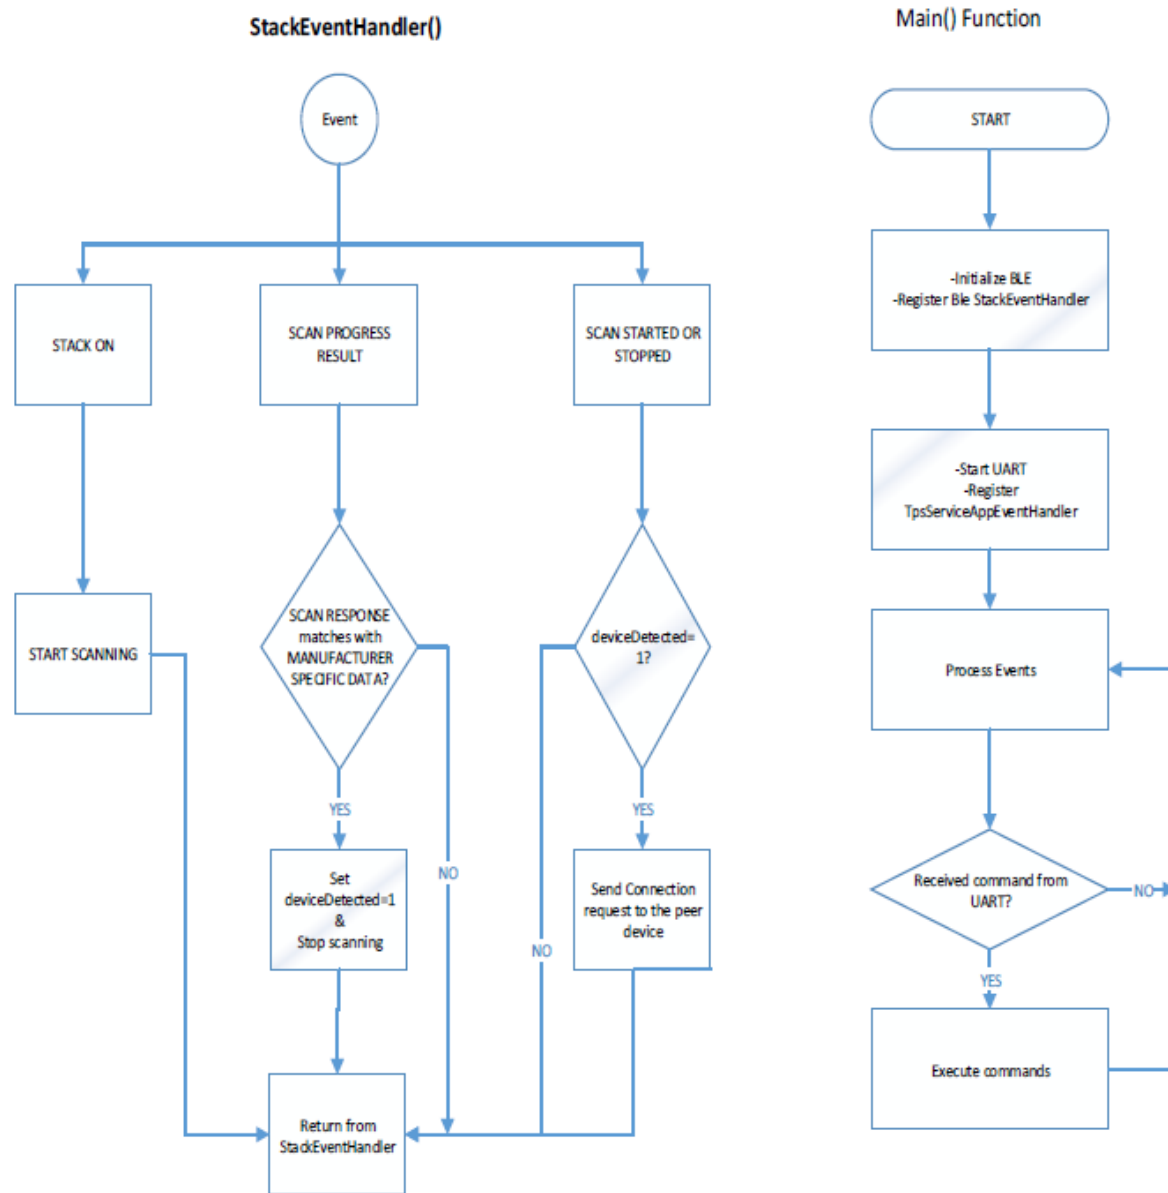 StackEventHandler()
Event
STACK ON
SCAN PROGRESS
RESULT
SCAN STARTED OR
STOPPED
START SCANNING
SCAN RESPONSE
matches with
MANUFACTURER
SPECIFIC DATA?
deviceDetected=
1?
YES
YES
NO
NO
Set
deviceDetected=1
&
Stop scanning
Send Connection
request to the peer
device
Return from
StackEventHandler
Main() Function
START
-Initialize BLE
-Register Ble StackEventHandler
-Start UART
-Register
TpsServiceAppEventHandler
Process Events
Received command from
UART?
NO
YES
Execute commands